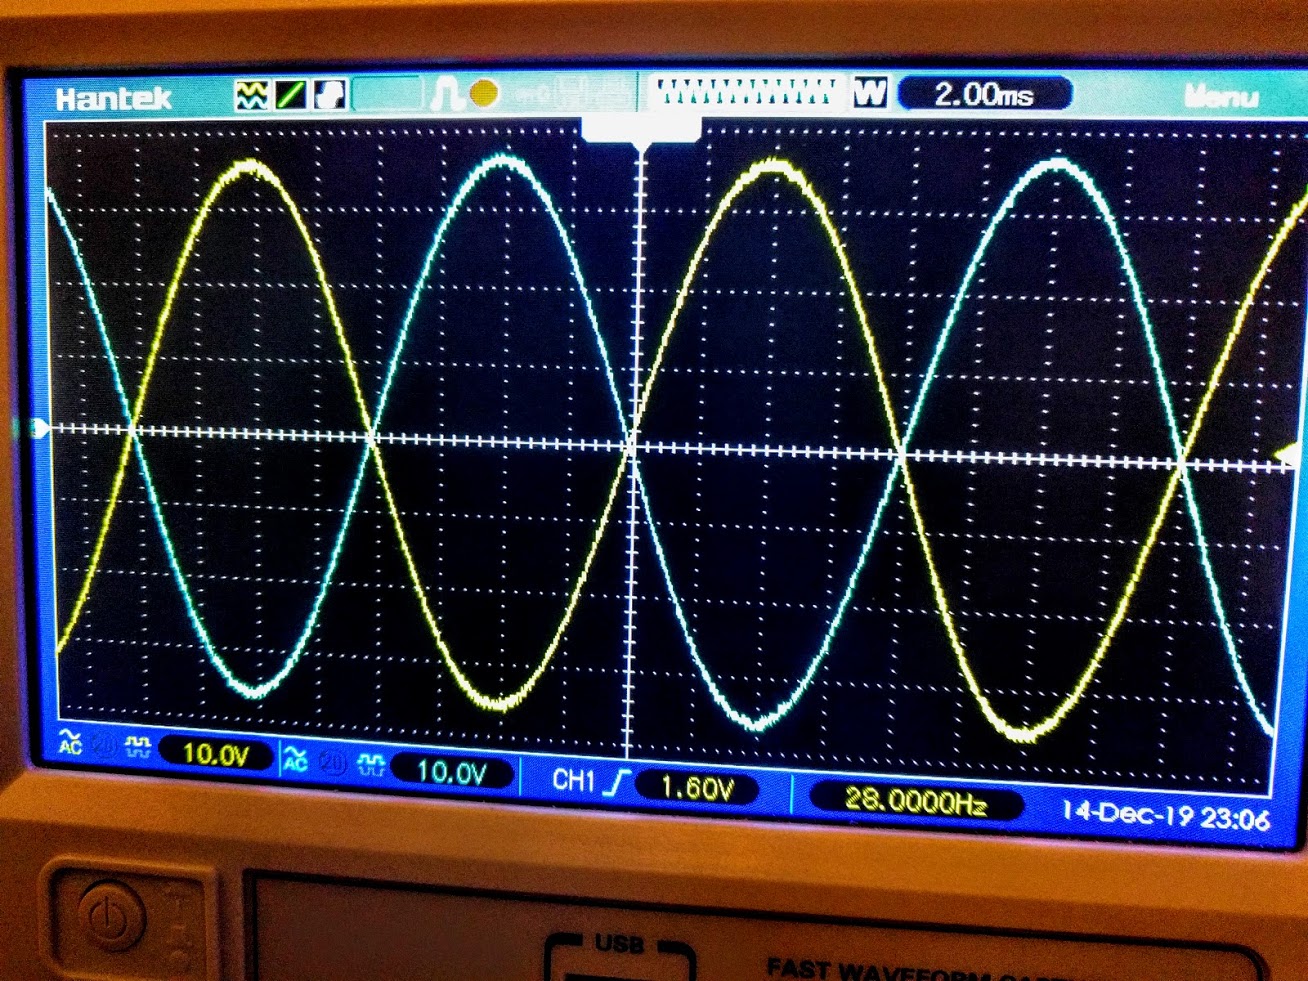 Hantek W 2.00ms Menu
AC 20 10.0V AC 20 10.0V CH1 1.60V 28.0000Hz 14-Dec-19 23:06
USB
FAST WAVEFORM